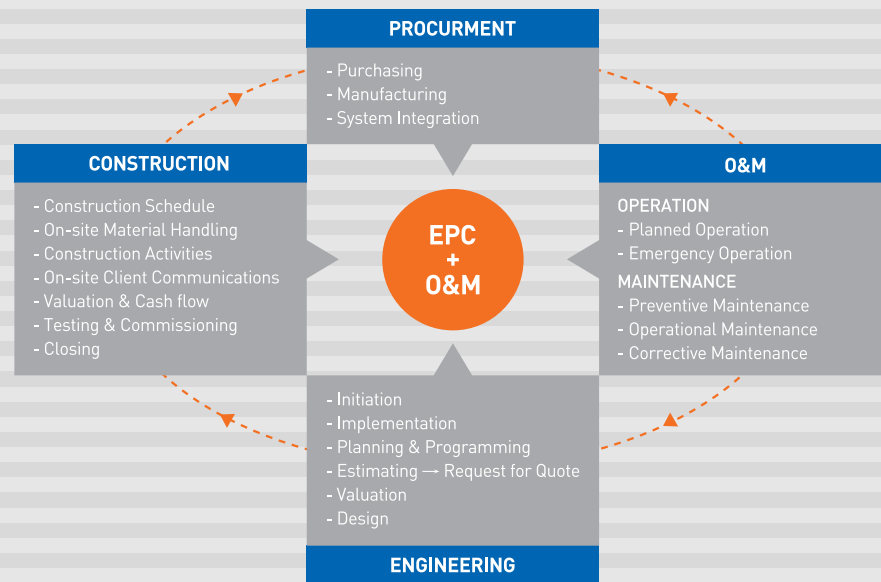 PROCURMENT
- Purchasing
- Manufacturing
- System Integration
CONSTRUCTION
- Construction Schedule
- On-site Material Handling
- Construction Activities
- On-site Client Communications
- Valuation & Cash flow
- Testing & Commissioning
- Closing
EPC
+
O&M
O&M
OPERATION
- Planned Operation
- Emergency Operation
MAINTENANCE
- Preventive Maintenance
- Operational Maintenance
- Corrective Maintenance
- Initiation
- Implementation
- Planning & Programming
- Estimating → Request for Quote
- Valuation
- Design
ENGINEERING